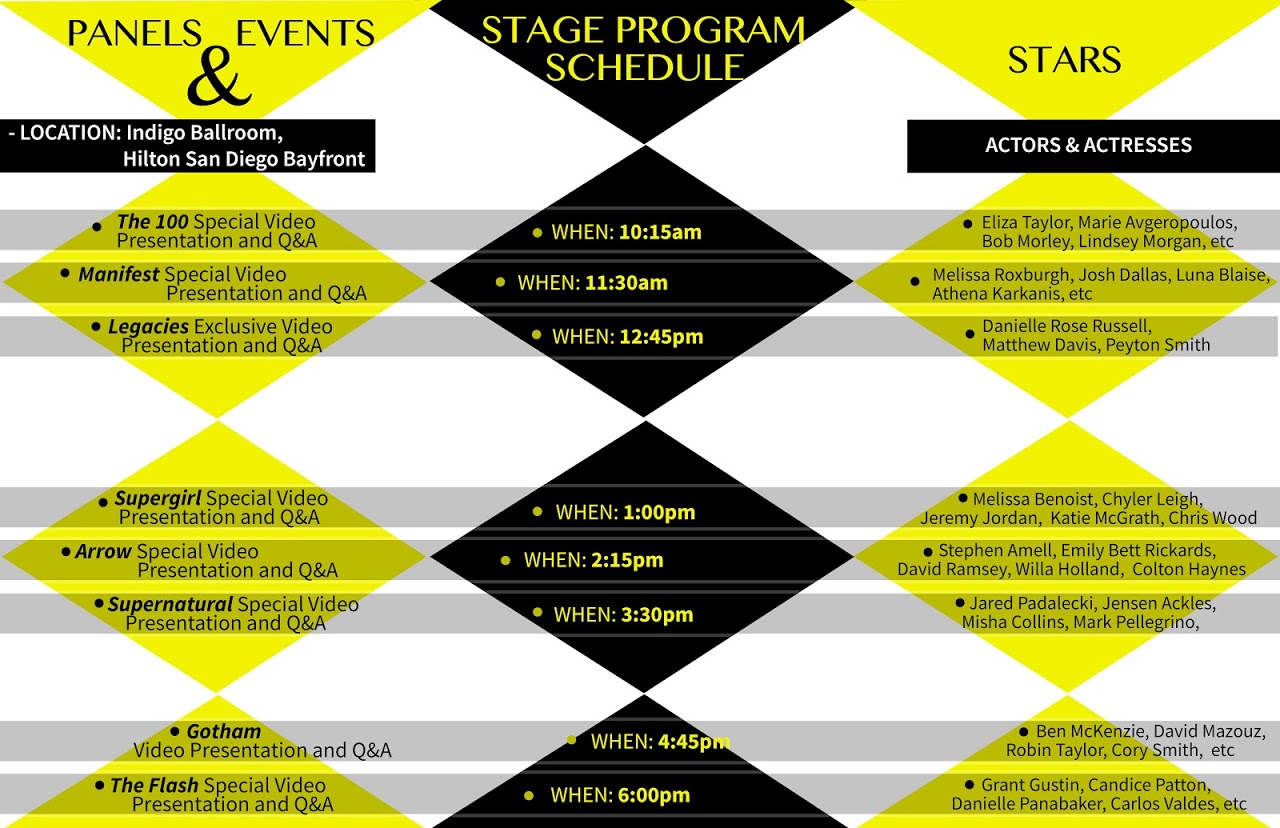 PANELS & EVENTS
STAGE PROGRAM
SCHEDULE
STARS
- LOCATION: Indigo Ballroom,
Hilton San Diego Bayfront
ACTORS & ACTRESSES
• The 100 Special Video
Presentation and Q&A
• WHEN: 10:15am
• Eliza Taylor, Marie Avgeropoulos,
Bob Morley, Lindsey Morgan, etc
• Manifest Special Video
Presentation and Q&A
• WHEN: 11:30am
• Melissa Roxburgh, Josh Dallas, Luna Blaise,
Athena Karkanis, etc
• Legacies Exclusive Video
Presentation and Q&A
• WHEN: 12:45pm
• Danielle Rose Russell,
Matthew Davis, Peyton Smith
• Supergirl Special Video
Presentation and Q&A
• WHEN: 1:00pm
• Melissa Benoist, Chyler Leigh,
Jeremy Jordan, Katie McGrath, Chris Wood
• Arrow Special Video
Presentation and Q&A
• WHEN: 2:15pm
• Stephen Amell, Emily Bett Rickards,
David Ramsey, Willa Holland, Colton Haynes
• Supernatural Special Video
Presentation and Q&A
• WHEN: 3:30pm
• Jared Padalecki, Jensen Ackles,
Misha Collins, Mark Pellegrino,
• Gotham
Video Presentation and Q&A
• WHEN: 4:45pm
• Ben McKenzie, David Mazouz,
Robin Taylor, Cory Smith, etc
• The Flash Special Video
Presentation and Q&A
• WHEN: 6:00pm
• Grant Gustin, Candice Patton,
Danielle Panabaker, Carlos Valdes, etc